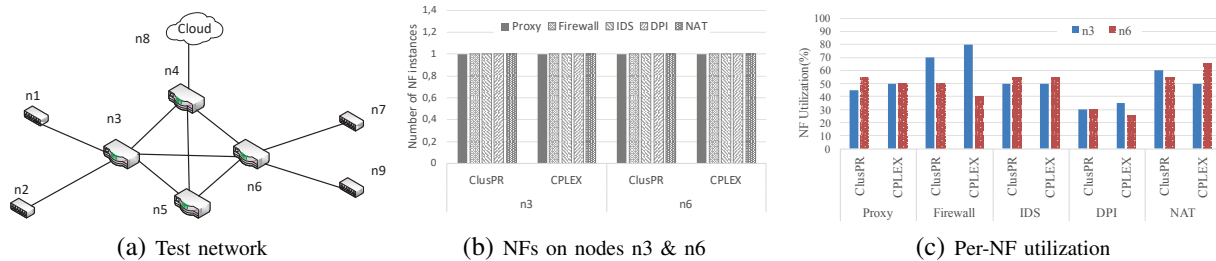 Cloud
n8
n4
n1
n3
n7
n2
n6
n9
n5
(a) Test network
Number of NF instances
1,4
1,2
1
0,8
0,6
0,4
0,2
0
Proxy Firewall IDS DPI NAT
ClusPR CPLEX ClusPR CPLEX
n3 n6
(b) NFs on nodes n3 & n6
NF Utilization(%)
100
90
80
70
60
50
40
30
20
10
0
n3 n6
ClusPR CPLEX ClusPR CPLEX ClusPR CPLEX ClusPR CPLEX ClusPR CPLEX
Proxy Firewall IDS DPI NAT
(c) Per-NF utilization